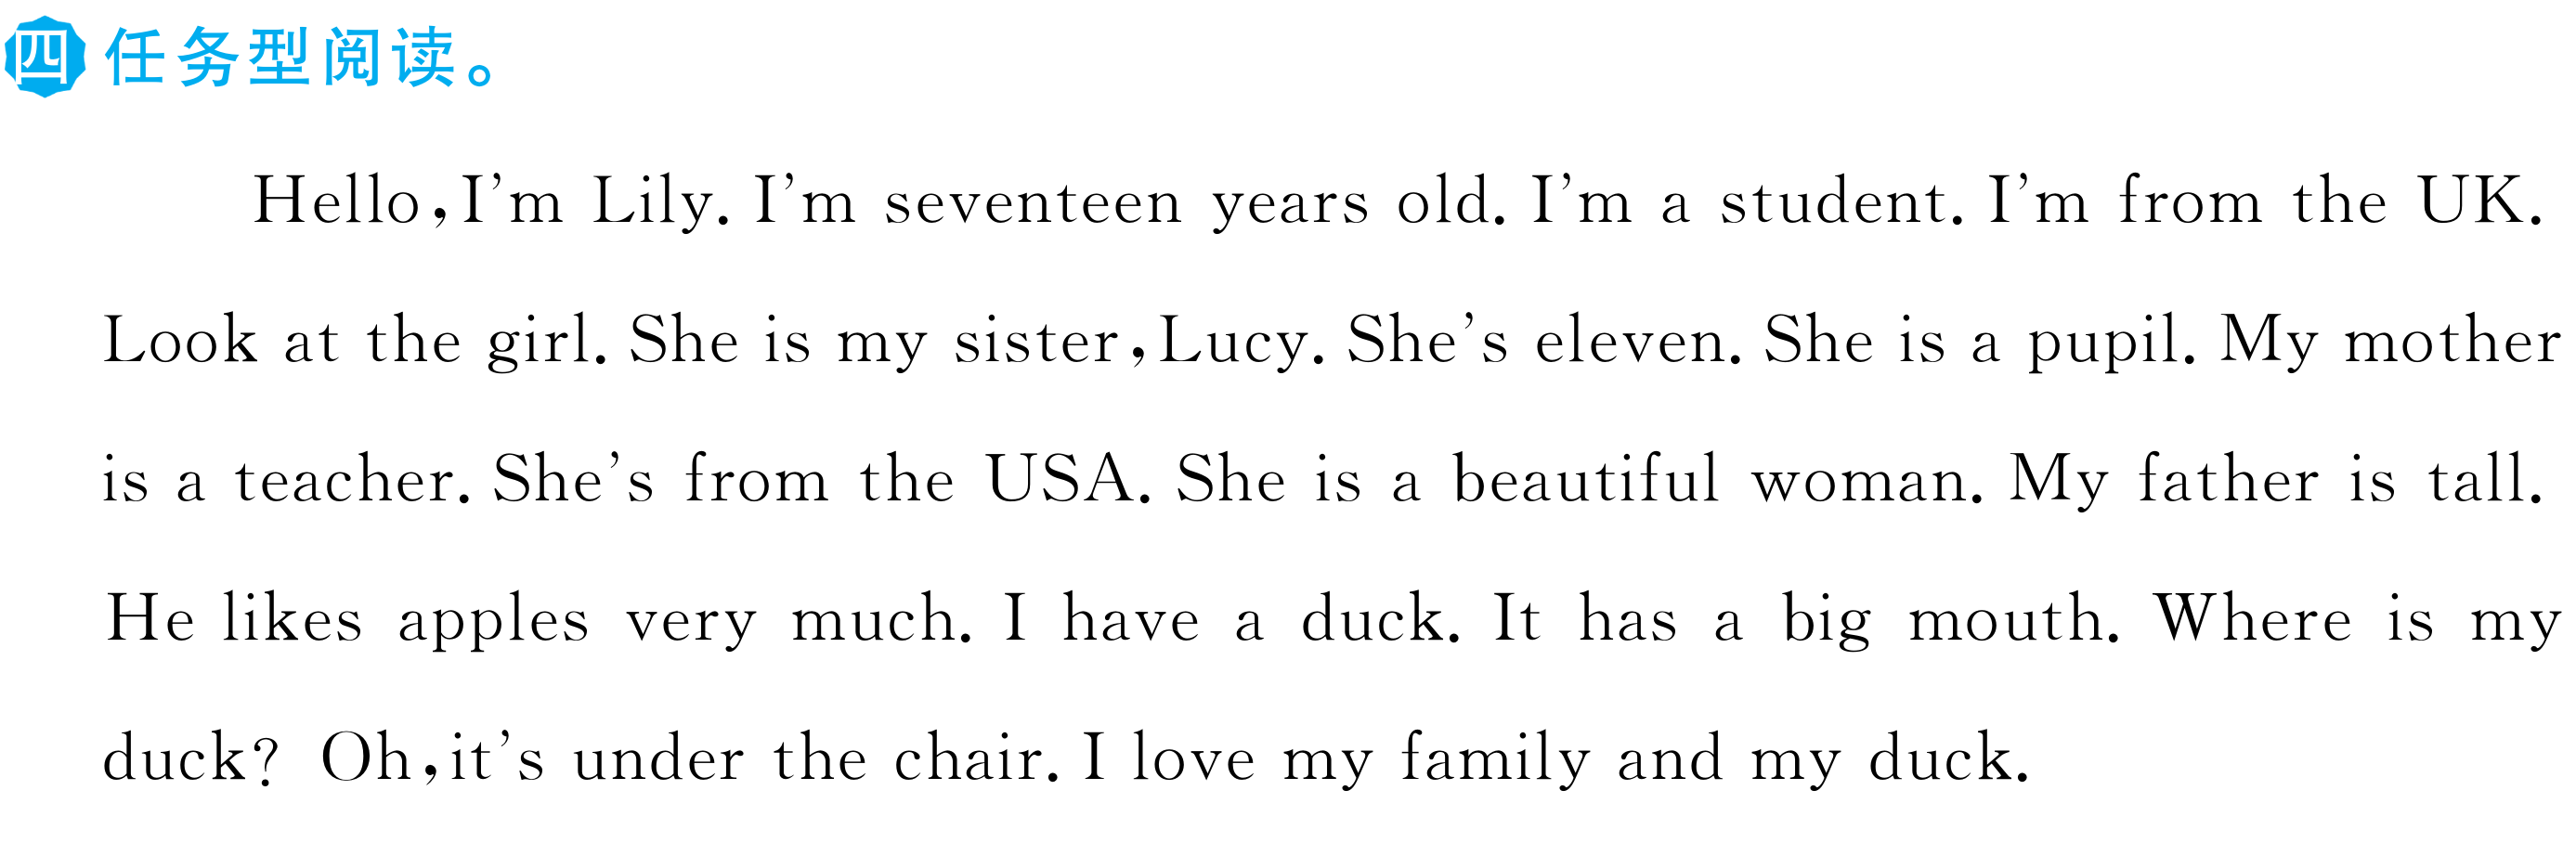 四 任务型阅读。
Hello,I'm Lily. I'm seventeen years old. I'm a student. I'm from the UK.
Look at the girl. She is my sister,Lucy. She's eleven. She is a pupil. My mother
is a teacher. She's from the USA. She is a beautiful woman. My father is tall.
He likes apples very much. I have a duck. It has a big mouth. Where is my
duck? Oh,it's under the chair. I love my family and my duck.